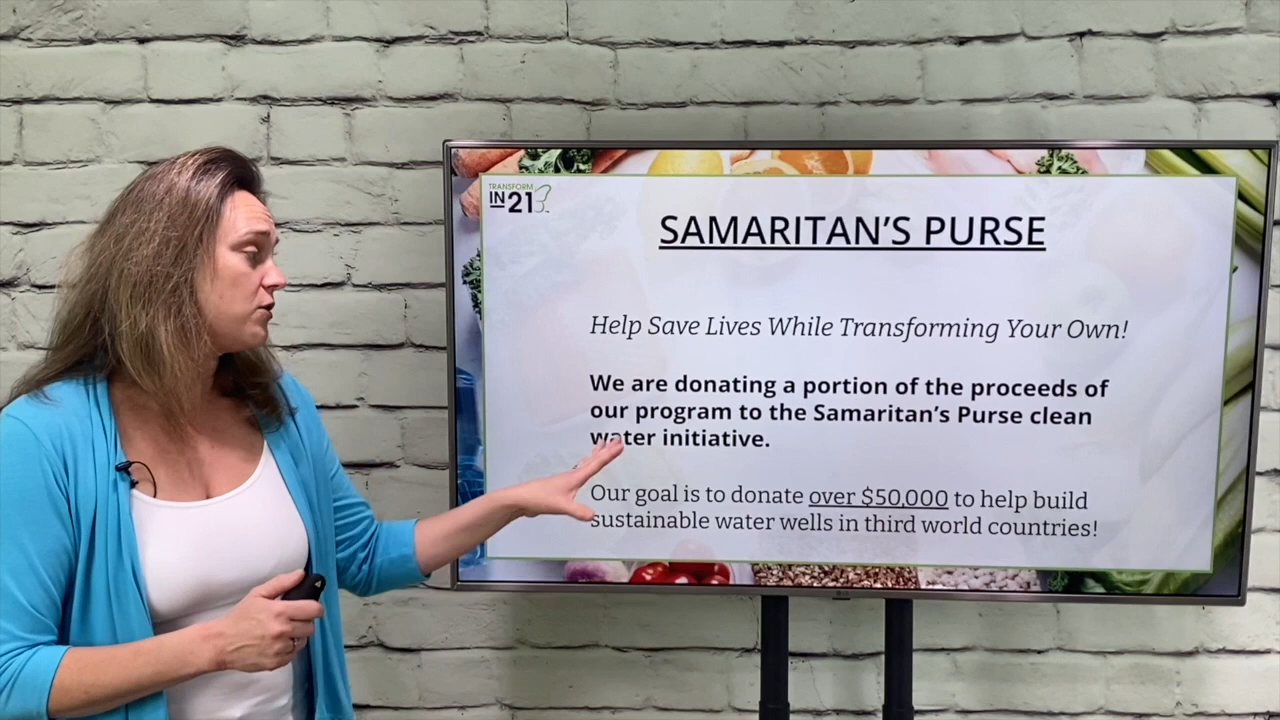 TRANSFORM
IN 21
SAMARITAN'S PURSE
Help Save Lives While Transforming Your Own!
We are donating a portion of the proceeds of
our program to the Samaritan's Purse clean
water initiative.
Our goal is to donate over $50,000 to help build
sustainable water wells in third world countries!
LG